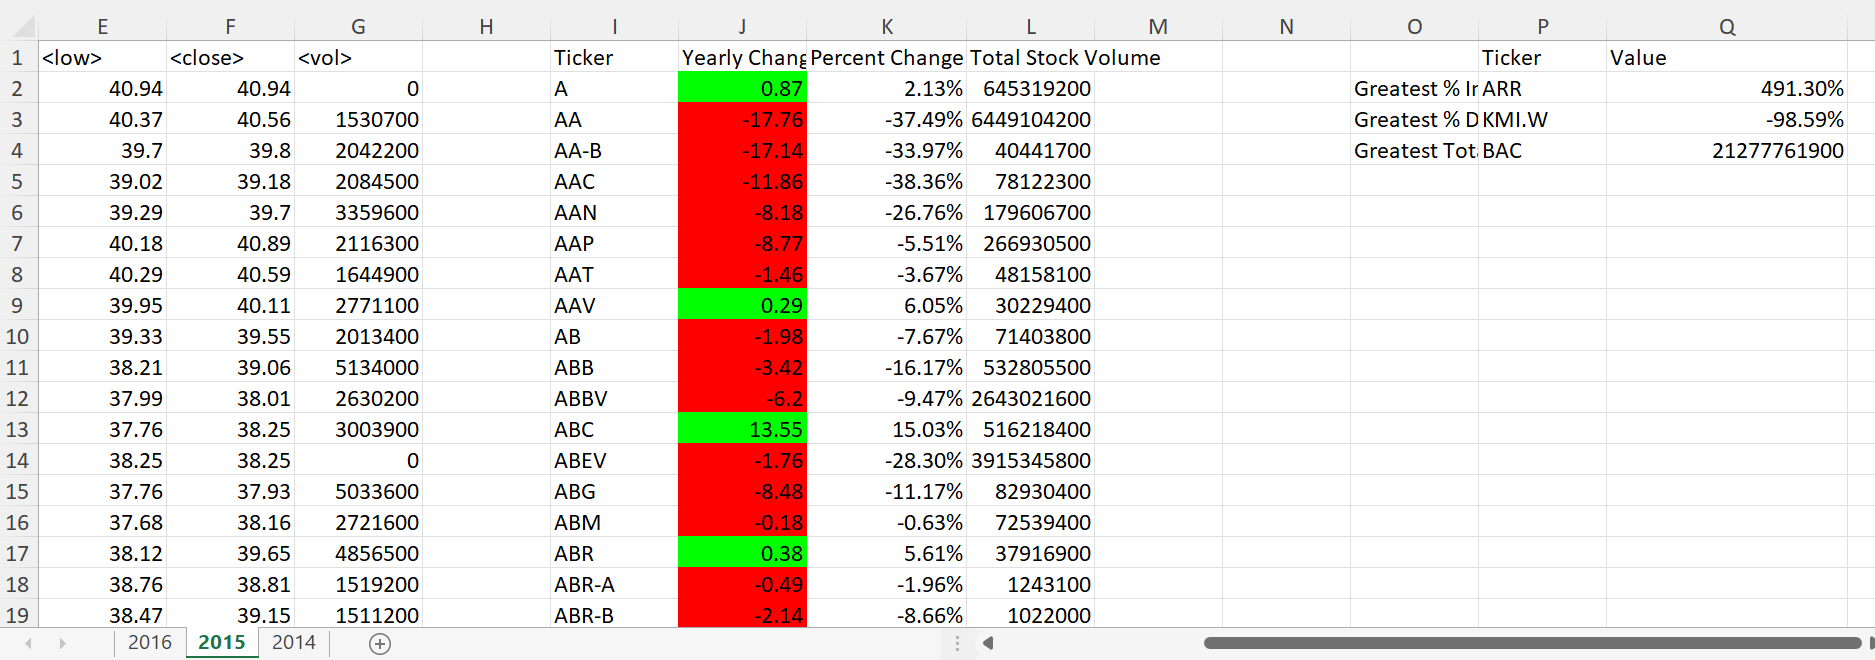 E F G H I J K L M N O P Q
1 <low> <close> <vol> Ticker Yearly Chang Percent Change Total Stock Volume Ticker Value
2 40.94 40.94 0 A 0.87 2.13% 645319200 Greatest % In ARR 491.30%
3 40.37 40.56 1530700 AA -17.76 -37.49% 6449104200 Greatest % D KMI.W -98.59%
4 39.7 39.8 2042200 AA-B -17.14 -33.97% 40441700 Greatest Tota BAC 21277761900
5 39.02 39.18 2084500 AAC -11.86 -38.36% 78122300
6 39.29 39.7 3359600 AAN -8.18 -26.76% 179606700
7 40.18 40.89 2116300 AAP -8.77 -5.51% 266930500
8 40.29 40.59 1644900 AAT -1.46 -3.67% 48158100
9 39.95 40.11 2771100 AAV 0.29 6.05% 30229400
10 39.33 39.55 2013400 AB -1.98 -7.67% 71403800
11 38.21 39.06 5134000 ABB -3.42 -16.17% 532805500
12 37.99 38.01 2630200 ABBV -6.2 -9.47% 2643021600
13 37.76 38.25 3003900 ABC 13.55 15.03% 516218400
14 38.25 38.25 0 ABEV -1.76 -28.30% 3915345800
15 37.76 37.93 5033600 ABG -8.48 -11.17% 82930400
16 37.68 38.16 2721600 ABM -0.18 -0.63% 72539400
17 38.12 39.65 4856500 ABR 0.38 5.61% 37916900
18 38.76 38.81 1519200 ABR-A -0.49 -1.96% 1243100
19 38.47 39.15 1511200 ABR-B -2.14 -8.66% 1022000
2016 2015 2014